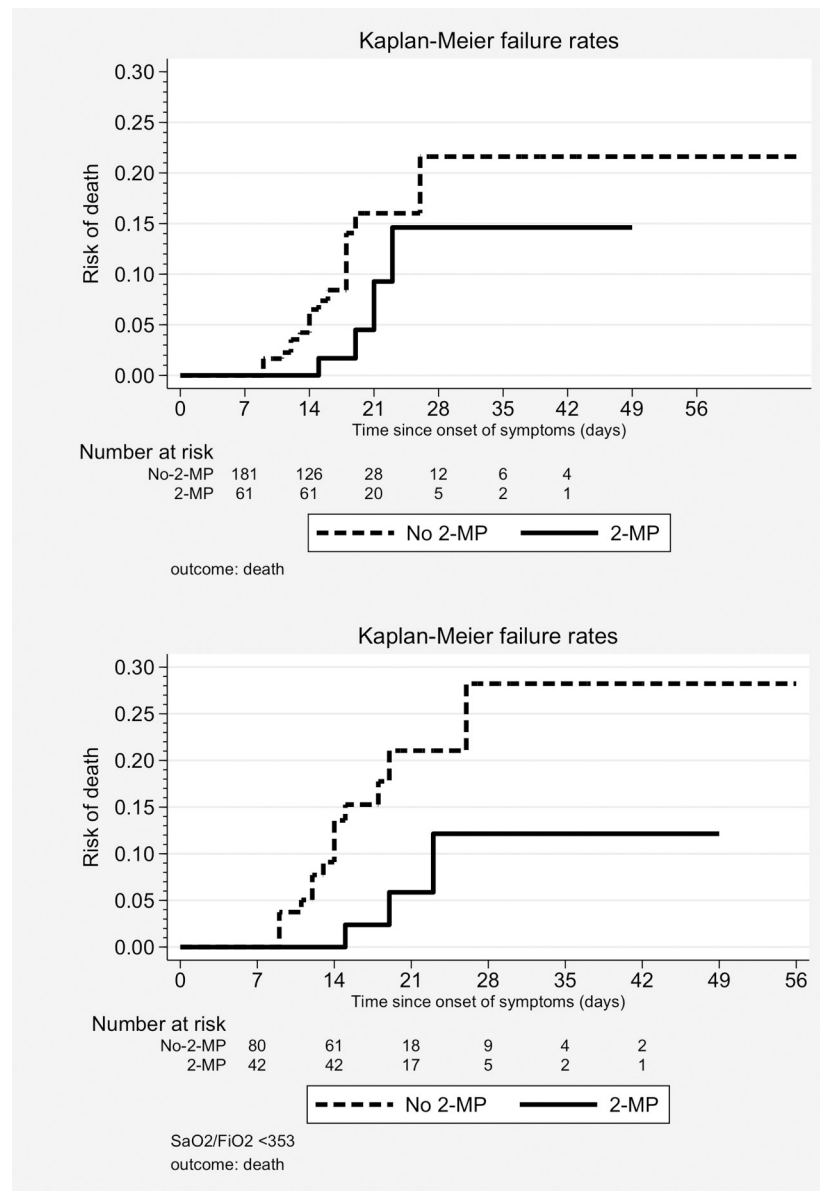 Kaplan-Meier failure rates
0.30
0.25
0.20
0.15
0.10
0.05
0.00
Risk of death
0 7 14 21 28 35 42 49 56
Time since onset of symptoms (days)
Number at risk
No-2-MP 181 126 28 12 6 4
2-MP 61 61 20 5 2 1
No 2-MP 2-MP
outcome: death
Kaplan-Meier failure rates
0.30
0.25
0.20
0.15
0.10
0.05
0.00
Risk of death
0 7 14 21 28 35 42 49 56
Time since onset of symptoms (days)
Number at risk
No-2-MP 80 61 18 9 4 2
2-MP 42 42 17 5 2 1
No 2-MP 2-MP
SaO2/FiO2 <353
outcome: death